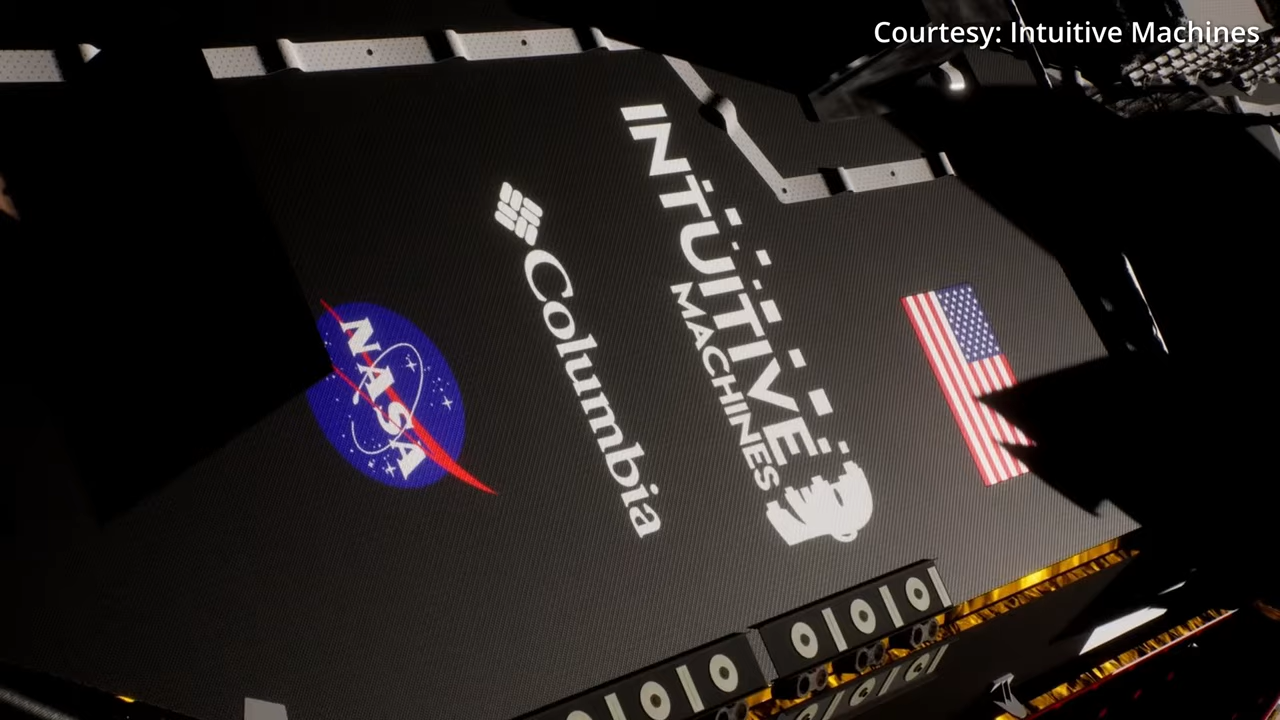 Courtesy: Intuitive Machines
INTUITIVE
MACHINES
Columbia
NASA